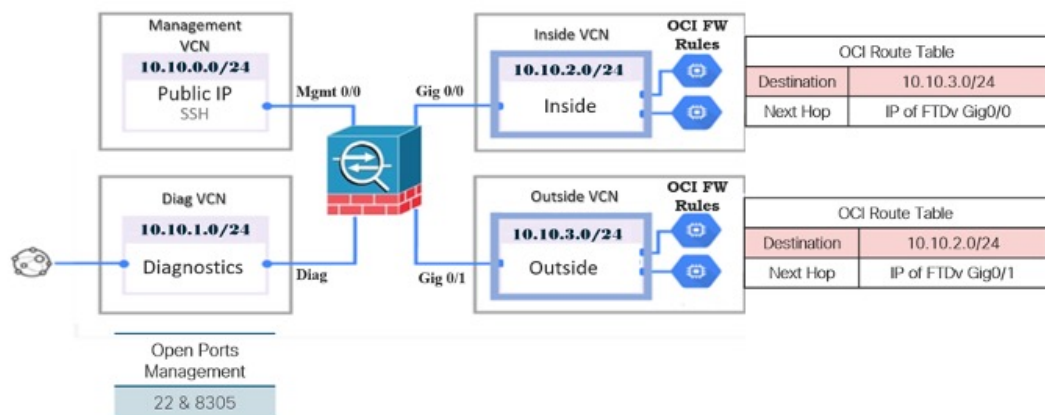 Management
VCN
10.10.0.0/24
Public IP
SSH
Mgmt 0/0
Diag VCN
10.10.1.0/24
Diagnostics
Diag
Open Ports
Management
22 & 8305
Gig 0/0
Inside VCN
10.10.2.0/24
Inside
OCI FW
Rules
Gig 0/1
Outside VCN
10.10.3.0/24
Outside
OCI FW
Rules
OCI Route Table
Destination 10.10.3.0/24
Next Hop IP of FTDv Gig0/0
OCI Route Table
Destination 10.10.2.0/24
Next Hop IP of FTDv Gig0/1